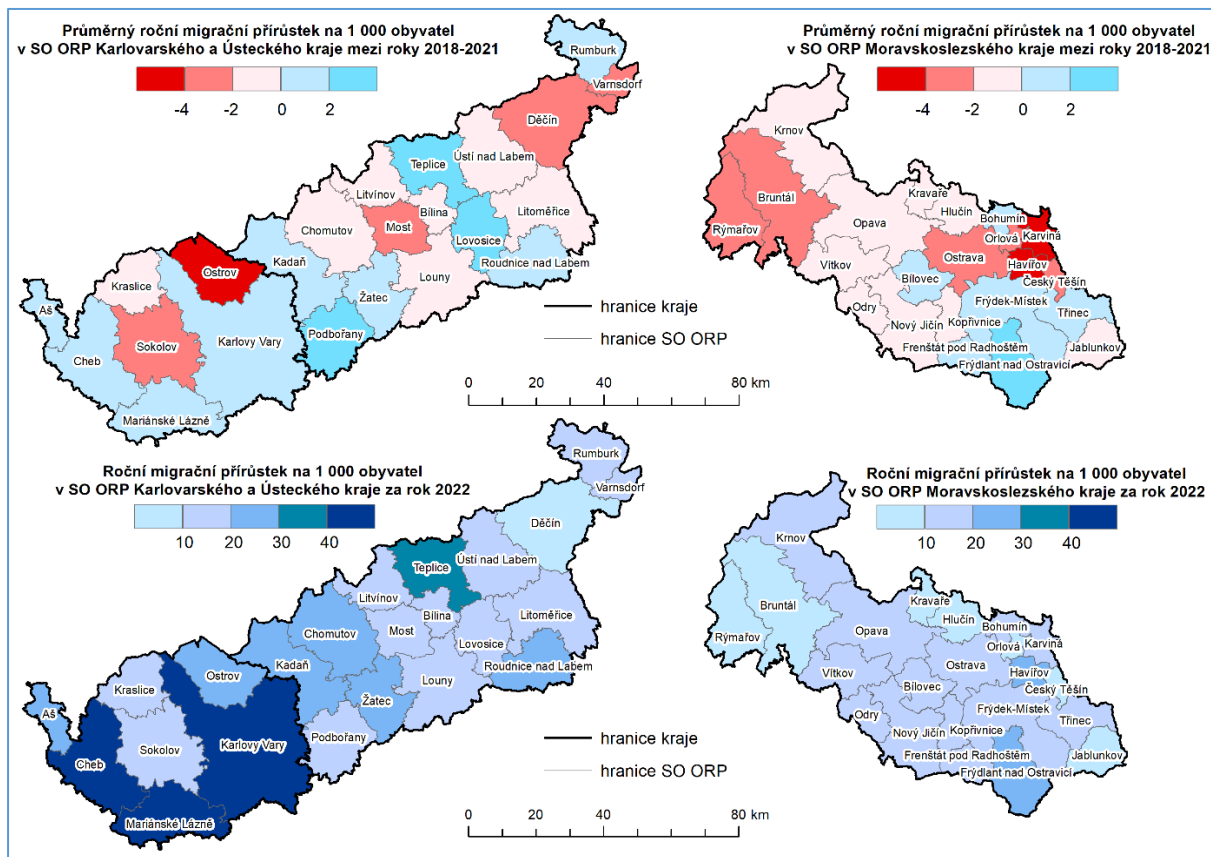 Průměrný roční migrační přírůstek na 1 000 obyvatel
v SO ORP Karlovarského a Ústeckého kraje mezi roky 2018-2021
-4 -2 0 2
Rumburk
Varnsdorf
Děčín
Teplice
Ústí nad Labem
Litvínov
Bílina
Litoměřice
Chomutov
Most
Lovosice
Roudnice nad Labem
Kadaň
Ostrov
Louny
Žatec
Kraslice
Aš
Podbořany
Karlovy Vary
Sokolov
Cheb
Mariánské Lázně
hranice kraje
hranice SO ORP
0 20 40 80 km
Průměrný roční migrační přírůstek na 1 000 obyvatel
v SO ORP Moravskoslezského kraje mezi roky 2018-2021
-4 -2 0 2
Krnov
Bruntál
Rýmařov
Kravaře
Hlučín
Bohumín
Opava
Orlová
Karviná
Ostrava
Havířov
Vítkov
Bílovec
Český Těšín
Frýdek-Místek
Odry
Třinec
Nový Jičín
Kopřivnice
Frenštát pod Radhoštěm
Jablunkov
Frýdlant nad Ostravicí
Roční migrační přírůstek na 1 000 obyvatel
v SO ORP Karlovarského a Ústeckého kraje za rok 2022
10 20 30 40
Rumburk
Varnsdorf
Děčín
Teplice
Ústí nad Labem
Litvínov
Bílina
Litoměřice
Chomutov
Most
Lovosice
Kadaň
Roudnice nad Labem
Ostrov
Louny
Kraslice
Žatec
Aš
Podbořany
Sokolov
Karlovy Vary
Cheb
Mariánské Lázně
hranice kraje
hranice SO ORP
0 20 40 80 km
Roční migrační přírůstek na 1 000 obyvatel
v SO ORP Moravskoslezského kraje za rok 2022
10 20 30 40
Krnov
Bruntál
Rýmařov
Kravaře
Hlučín
Bohumín
Opava
Orlová
Karviná
Ostrava
Havířov
Vítkov
Bílovec
Český Těšín
Frýdek-Místek
Odry
Třinec
Nový Jičín
Kopřivnice
Frenštát pod Radhoštěm
Jablunkov
Frýdlant nad Ostravicí